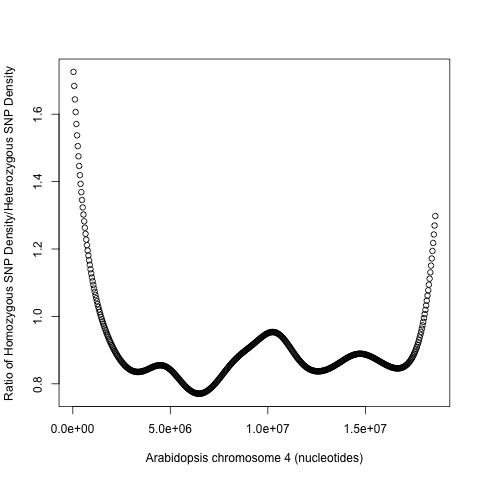 Ratio of Homozygous SNP Density/Heterozygous SNP Density
1.6
1.4
1.2
1.0
0.8
0.0e+00 5.0e+06 1.0e+07 1.5e+07
Arabidopsis chromosome 4 (nucleotides)